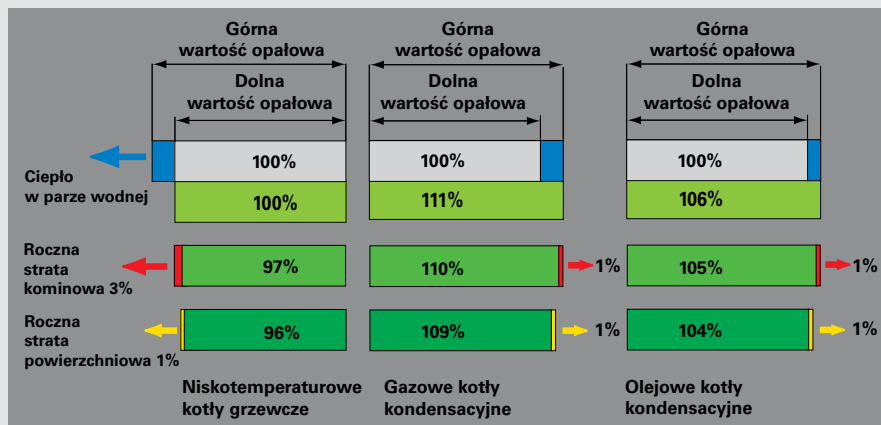 Górna
wartość opałowa
Górna
wartość opałowa
Górna
wartość opałowa
Dolna
wartość opałowa
Dolna
wartość opałowa
Dolna
wartość opałowa
Ciepło
w parze wodnej
100%
100%
100%
100%
111%
106%
Roczna
strata
kominowa 3%
97%
110%
1%
105%
1%
Roczna
strata
powierzchniowa 1%
96%
109%
1%
104%
1%
Niskotemperaturowe
kotły grzewcze
Gazowe kotły
kondensacyjne
Olejowe kotły
kondensacyjne